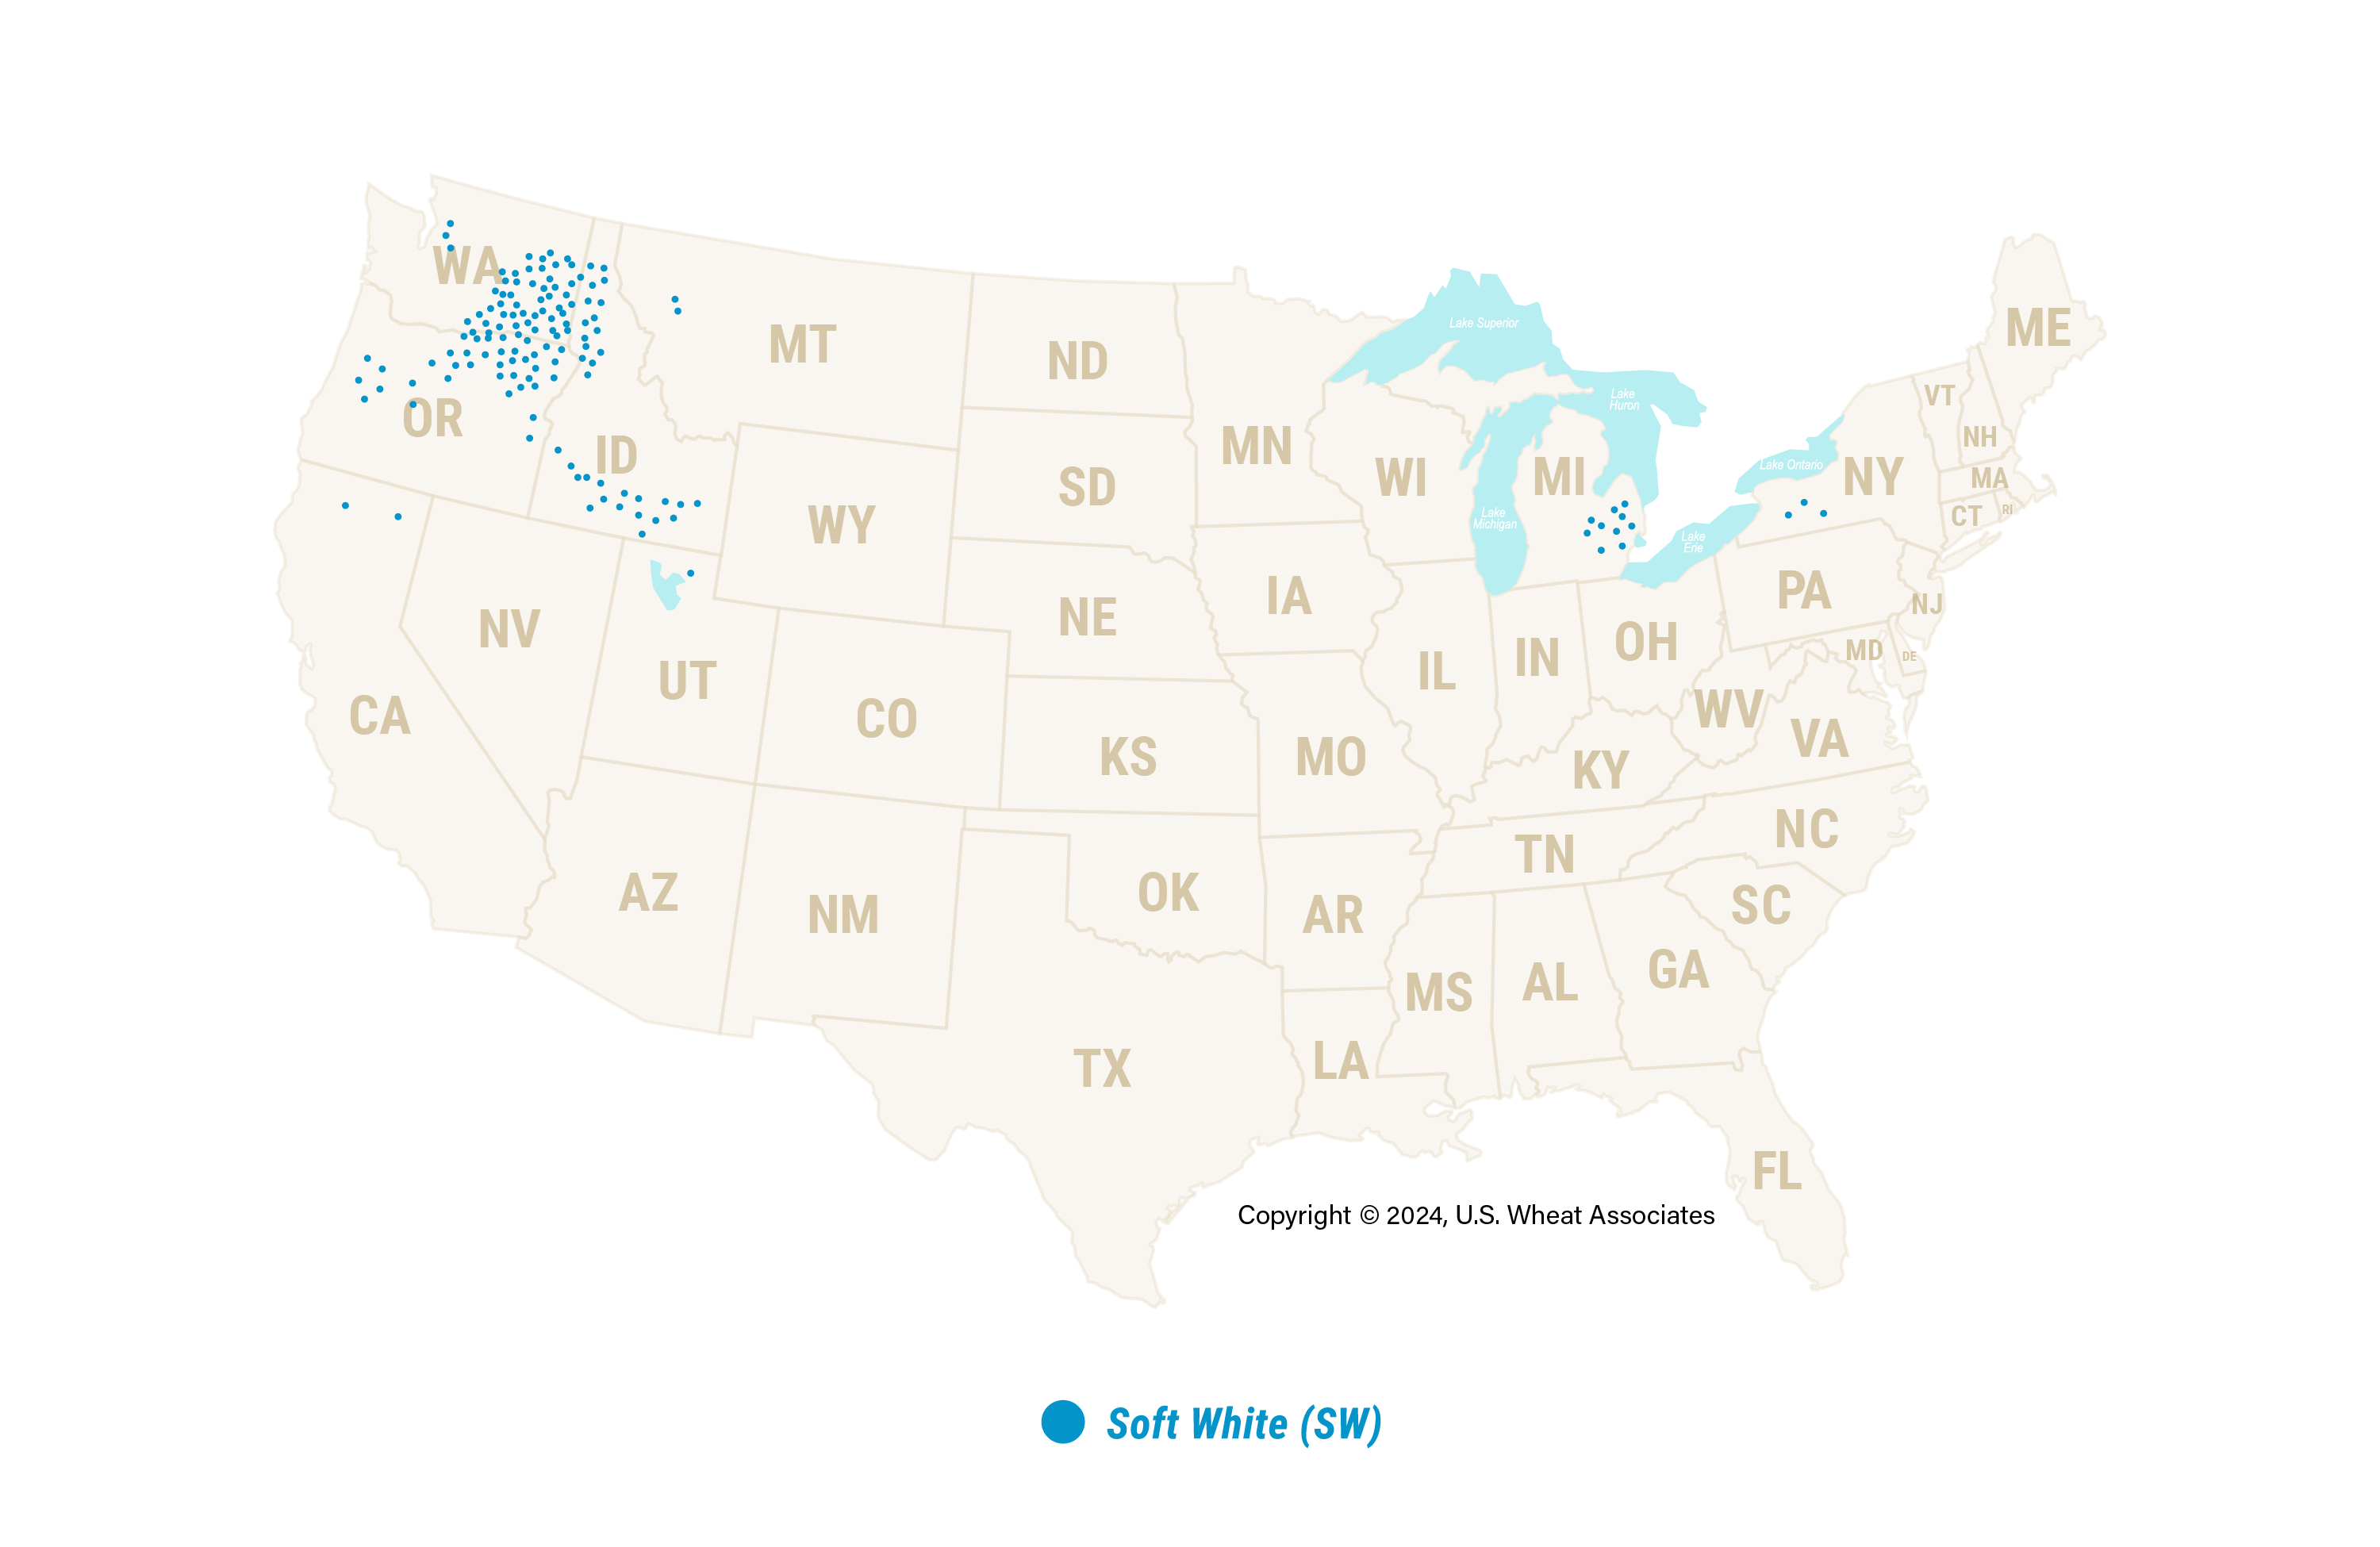 WA
MT
ND
MN
Lake Superior
ME
OR
ID
SD
WI
MI
Lake
Huron
VT
NH
NY
Lake Ontario
MA
CT
RI
WY
Lake
Michigan
Lake
Erie
NV
UT
NE
IA
IL
IN
OH
PA
NJ
MD
DE
CA
CO
KS
MO
KY
WV
VA
AZ
NM
OK
AR
TN
NC
SC
TX
LA
MS
AL
GA
FL
Copyright © 2024, U.S. Wheat Associates
Soft White (SW)